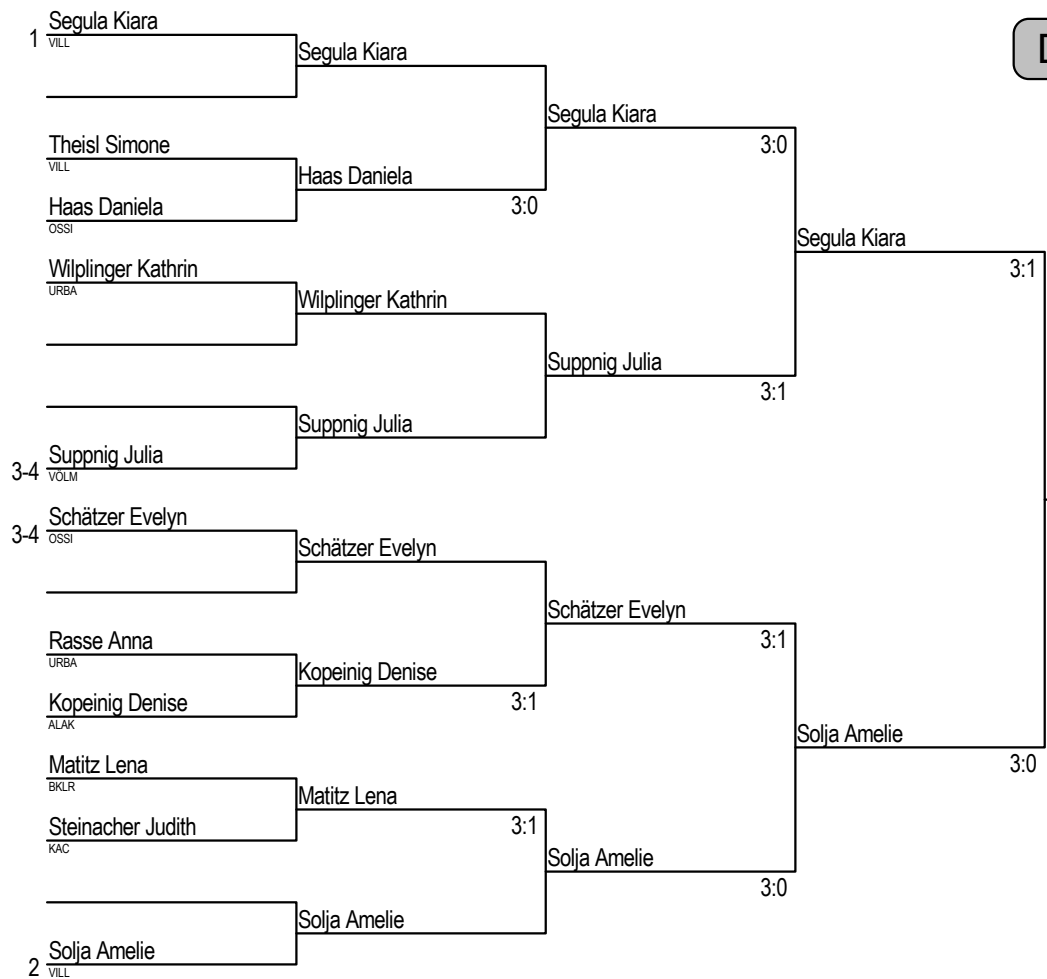 Segula Kiara
1
VILL
Segula Kiara
D
Segula Kiara
3:0
Theisl Simone
VILL
Haas Daniela
3:0
Haas Daniela
OSSI
Segula Kiara
3:1
Wilplinger Kathrin
URBA
Wilplinger Kathrin
Suppnig Julia
3:1
Suppnig Julia
Suppnig Julia
3-4
VÖLM
Schätzer Evelyn
3-4
OSSI
Schätzer Evelyn
Schätzer Evelyn
3:1
Rasse Anna
URBA
Kopeinig Denise
3:1
Kopeinig Denise
ALAK
Solja Amelie
3:0
Matitz Lena
BKLR
Matitz Lena
3:1
Steinacher Judith
KAC
Solja Amelie
3:0
Solja Amelie
Solja Amelie
2
VILL